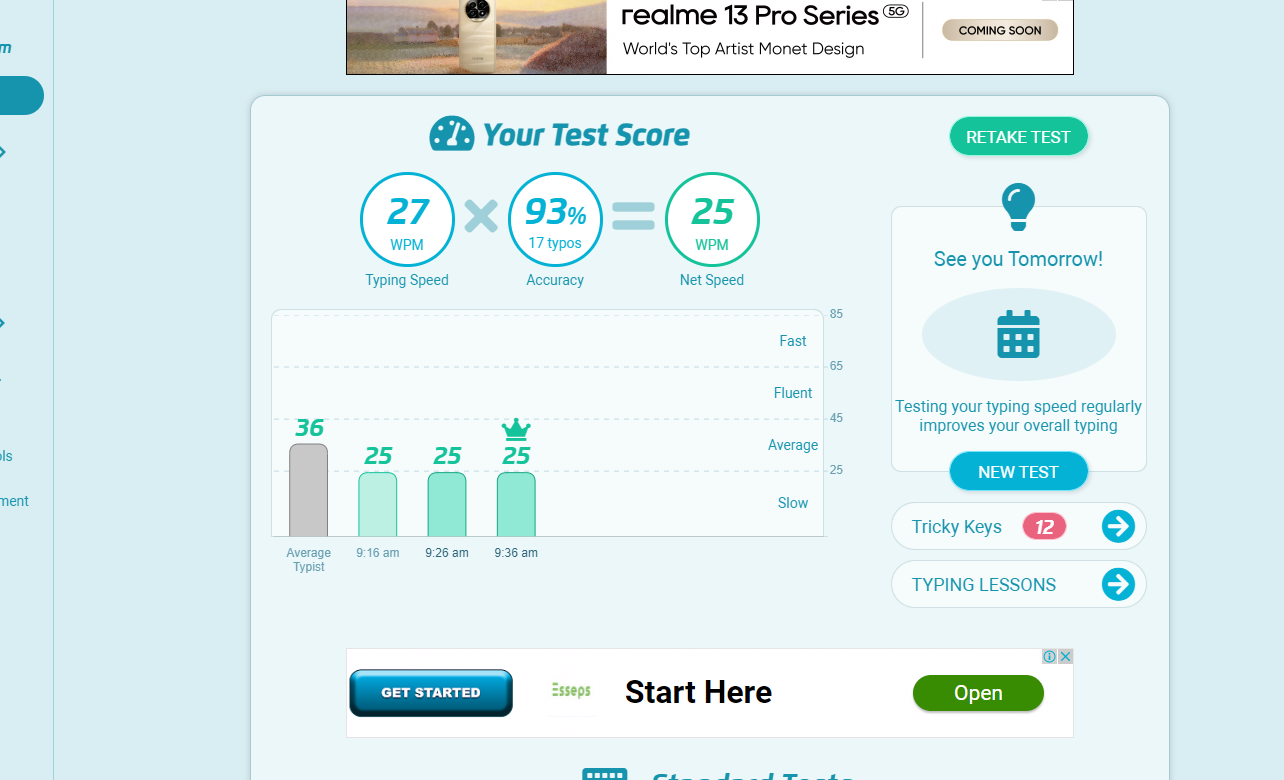 realme 13 Pro Series 5G
World's Top Artist Monet Design
COMING SOON
m
Your Test Score
RETAKE TEST
27
WPM
Typing Speed
93%
17 typos
Accuracy
25
WPM
Net Speed
See you Tomorrow!
Testing your typing speed regularly
improves your overall typing
NEW TEST
Tricky Keys 12
TYPING LESSONS
85
Fast
65
Fluent
45
Average
25
Slow
36
25
25
25
Average
Typist
9:16 am
9:26 am
9:36 am
ols
ment
GET STARTED
Esseps
Start Here
Open
Standard Tests